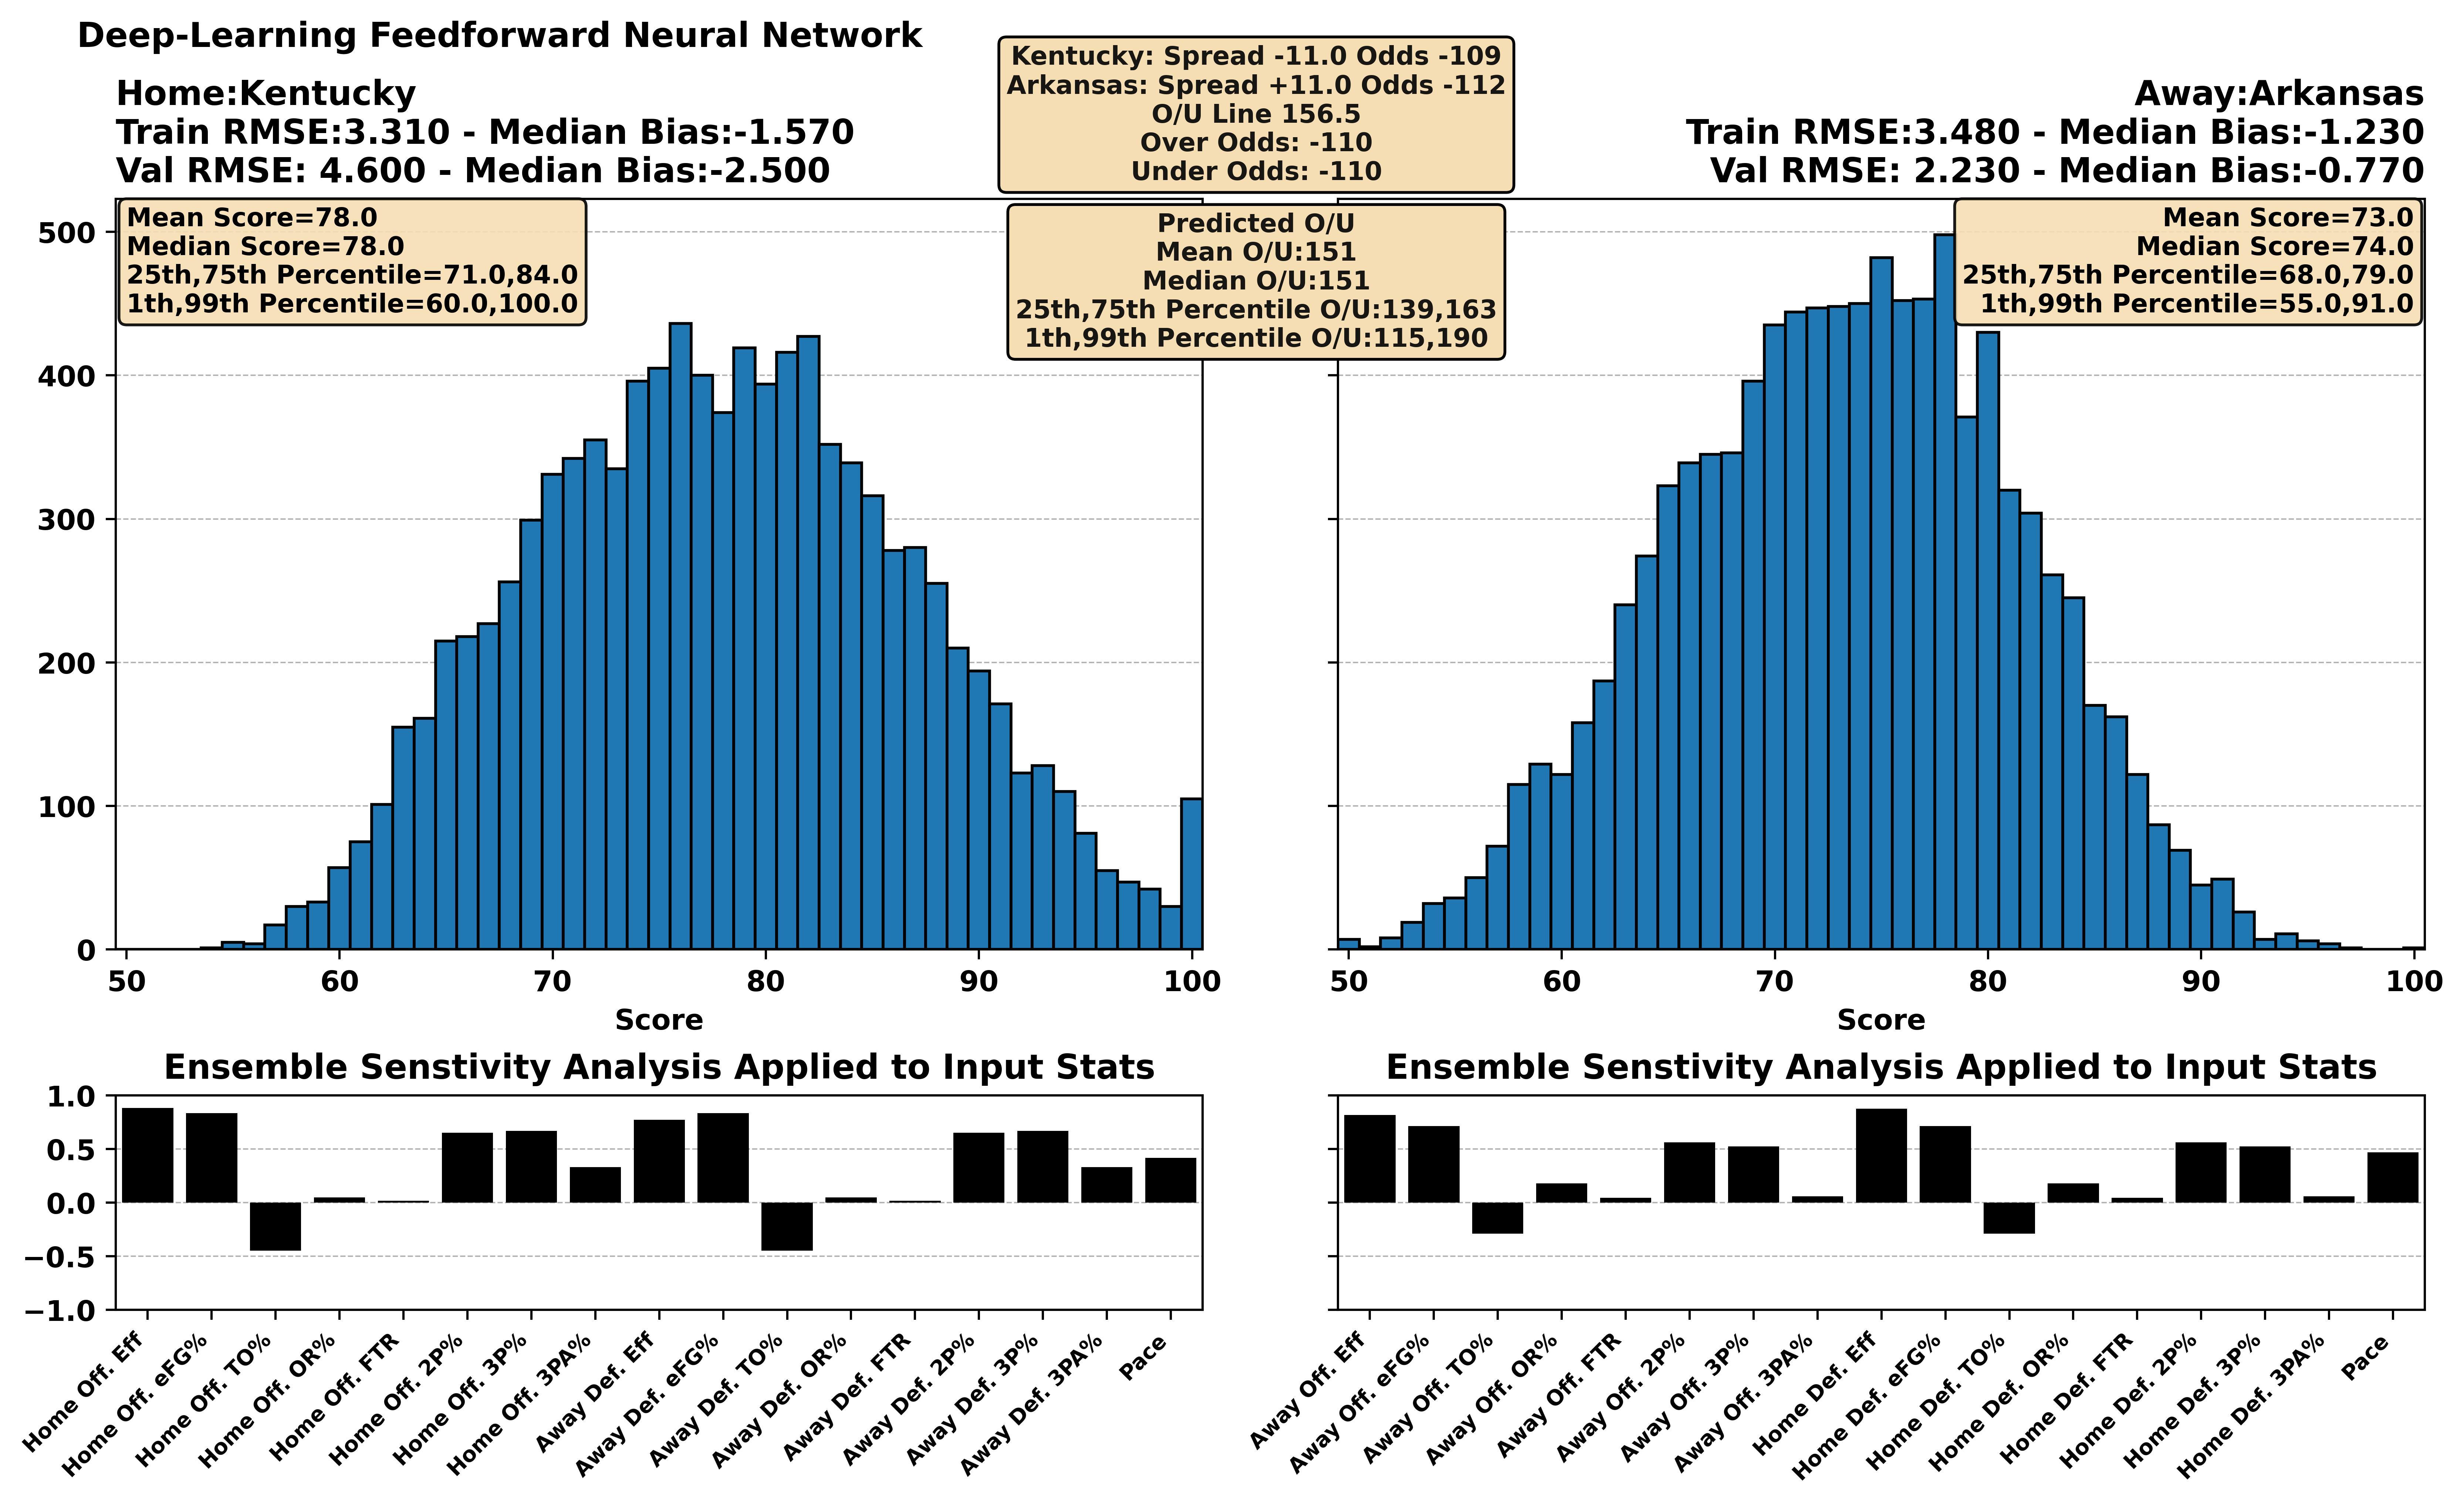 Deep-Learning Feedforward Neural Network
Home:Kentucky
Train RMSE:3.310 - Median Bias:-1.570
Val RMSE: 4.600 - Median Bias:-2.500
Kentucky: Spread -11.0 Odds -109
Arkansas: Spread +11.0 Odds -112
O/U Line 156.5
Over Odds: -110
Under Odds: -110
Away:Arkansas
Train RMSE:3.480 - Median Bias:-1.230
Val RMSE: 2.230 - Median Bias:-0.770
Mean Score=78.0
Median Score=78.0
25th,75th Percentile=71.0,84.0
1th,99th Percentile=60.0,100.0
Predicted O/U
Mean O/U:151
Median O/U:151
25th,75th Percentile O/U:139,163
1th,99th Percentile O/U:115,190
Mean Score=73.0
Median Score=74.0
25th,75th Percentile=68.0,79.0
1th,99th Percentile=55.0,91.0
500
400
300
200
100
0
50 60 70 80 90 100
Score
50 60 70 80 90 100
Score
Ensemble Senstivity Analysis Applied to Input Stats
1.0
0.5
0.0
−0.5
−1.0
Home Off. Eff
Home Off. eFG%
Home Off. TO%
Home Off. OR%
Home Off. FTR
Home Off. 2P%
Home Off. 3P%
Home Off. 3PA%
Away Def. Eff
Away Def. eFG%
Away Def. TO%
Away Def. OR%
Away Def. FTR
Away Def. 2P%
Away Def. 3P%
Away Def. 3PA%
Pace
Ensemble Senstivity Analysis Applied to Input Stats
Away Off. Eff
Away Off. eFG%
Away Off. TO%
Away Off. OR%
Away Off. FTR
Away Off. 2P%
Away Off. 3P%
Away Off. 3PA%
Home Def. Eff
Home Def. eFG%
Home Def. TO%
Home Def. OR%
Home Def. FTR
Home Def. 2P%
Home Def. 3P%
Home Def. 3PA%
Pace